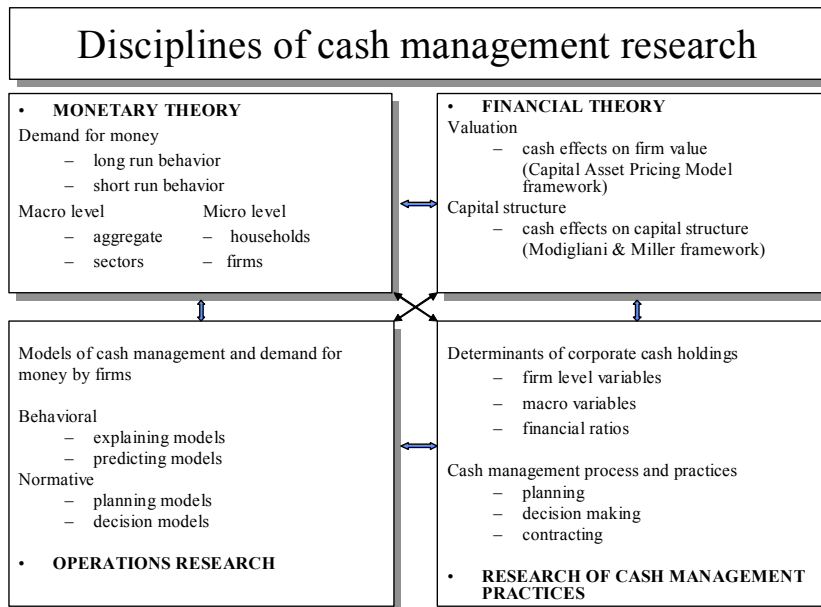 Disciplines of cash management research
• MONETARY THEORY
Demand for money
– long run behavior
– short run behavior
Macro level Micro level
– aggregate – households
– sectors – firms
• FINANCIAL THEORY
Valuation
– cash effects on firm value
(Capital Asset Pricing Model
framework)
Capital structure
– cash effects on capital structure
(Modigliani & Miller framework)
Models of cash management and demand for
money by firms
Behavioral
– explaining models
– predicting models
Normative
– planning models
– decision models
• OPERATIONS RESEARCH
Determinants of corporate cash holdings
– firm level variables
– macro variables
– financial ratios
Cash management process and practices
– planning
– decision making
– contracting
• RESEARCH OF CASH MANAGEMENT
PRACTICES